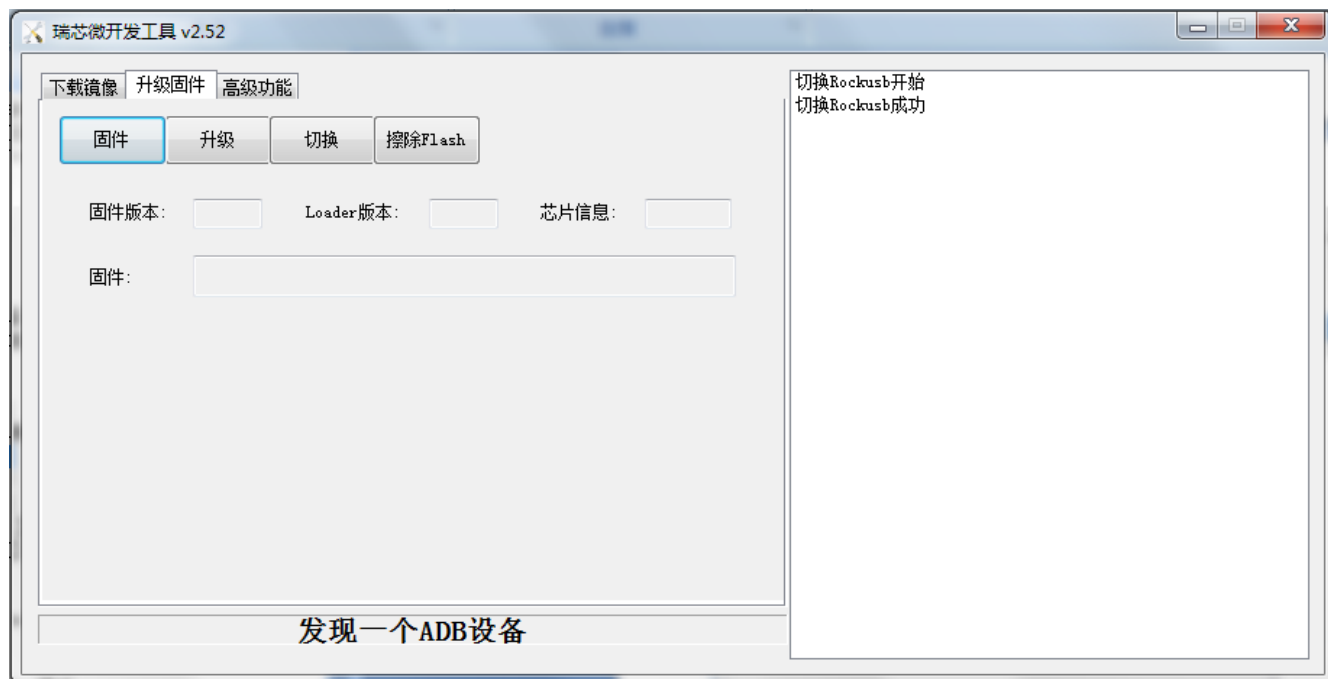 瑞芯微开发工具 v2.52
下载镜像 升级固件 高级功能
固件 升级 切换 擦除Flash
固件版本: Loader版本: 芯片信息:
固件:
发现一个ADB设备
切换Rockusb开始
切换Rockusb成功